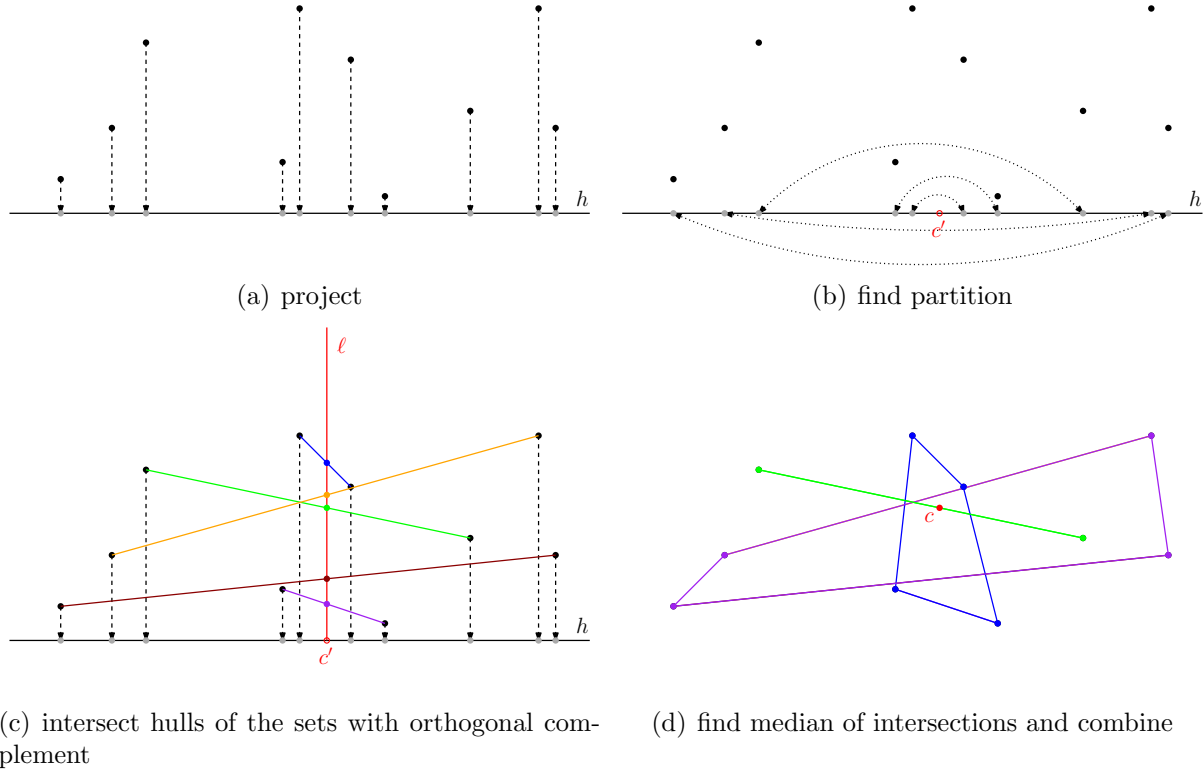 h
h
c′
(a) project
(b) find partition
ℓ
h
c′
c
(c) intersect hulls of the sets with orthogonal com-
plement
(d) find median of intersections and combine